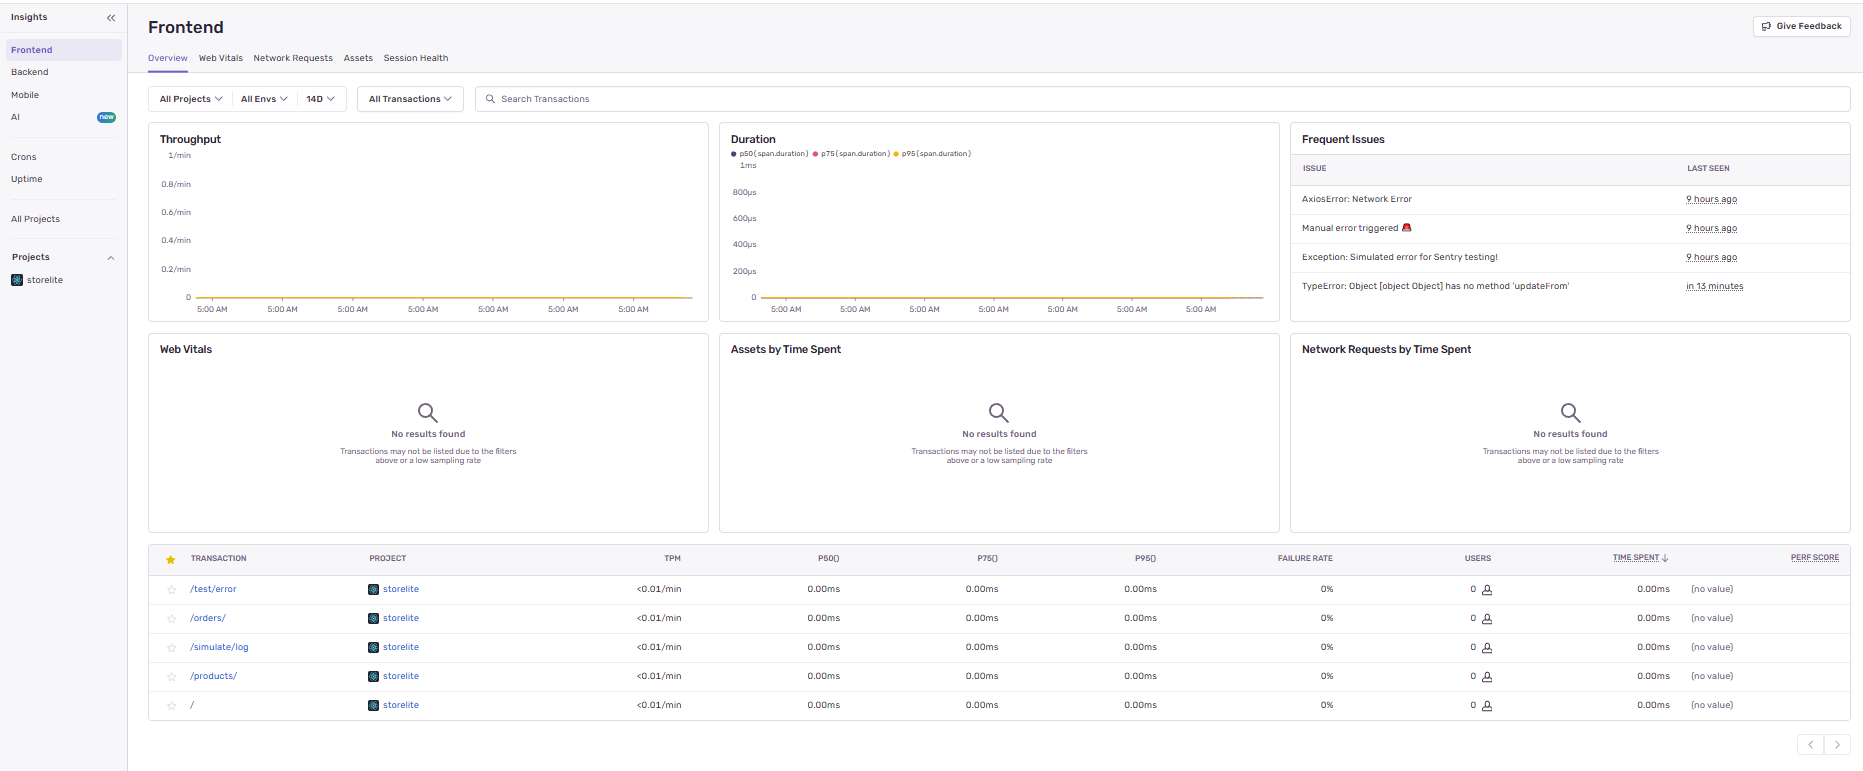 Insights
Frontend
Backend
Mobile
AI
new
Crons
Uptime
All Projects
Projects
storelite
Frontend
Give Feedback
Overview Web Vitals Network Requests Assets Session Health
All Projects All Envs 14D All Transactions Search Transactions
Throughput
1/min
0.8/min
0.6/min
0.4/min
0.2/min
0
5:00 AM 5:00 AM 5:00 AM 5:00 AM 5:00 AM 5:00 AM 5:00 AM
Duration
p50(span.duration) p75(span.duration) p95(span.duration)
1ms
800µs
600µs
400µs
200µs
0
5:00 AM 5:00 AM 5:00 AM 5:00 AM 5:00 AM 5:00 AM 5:00 AM
Frequent Issues
ISSUE LAST SEEN
AxiosError: Network Error 9 hours ago
Manual error triggered 🚨 9 hours ago
Exception: Simulated error for Sentry testing! 9 hours ago
TypeError: Object [object Object] has no method 'updateFrom' in 13 minutes
Web Vitals
No results found
Transactions may not be listed due to the filters
above or a low sampling rate
Assets by Time Spent
No results found
Transactions may not be listed due to the filters
above or a low sampling rate
Network Requests by Time Spent
No results found
Transactions may not be listed due to the filters
above or a low sampling rate
TRANSACTION PROJECT TPM P50() P75() P95() FAILURE RATE USERS TIME SPENT PERF SCORE
/test/error storelite <0.01/min 0.00ms 0.00ms 0.00ms 0% 0 0.00ms (no value)
/orders/ storelite <0.01/min 0.00ms 0.00ms 0.00ms 0% 0 0.00ms (no value)
/simulate/log storelite <0.01/min 0.00ms 0.00ms 0.00ms 0% 0 0.00ms (no value)
/products/ storelite <0.01/min 0.00ms 0.00ms 0.00ms 0% 0 0.00ms (no value)
/ storelite <0.01/min 0.00ms 0.00ms 0.00ms 0% 0 0.00ms (no value)